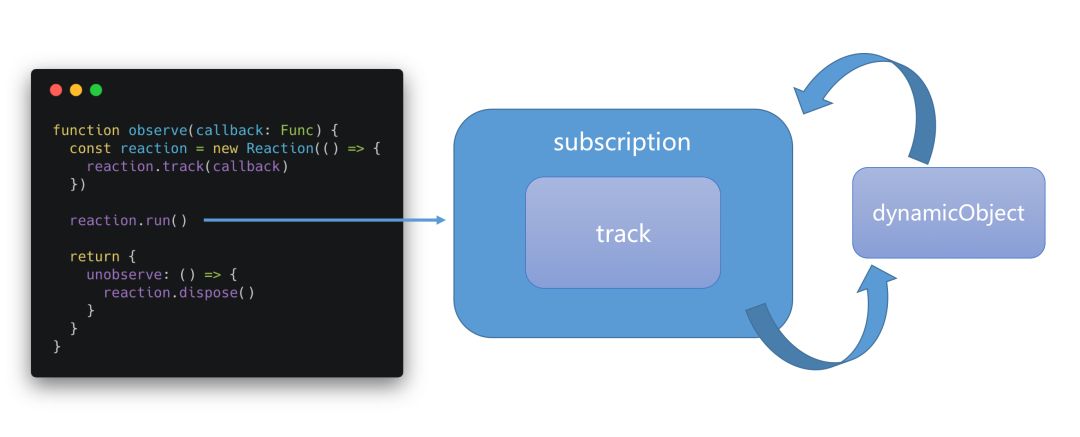 function observe(callback: Func) {
  const reaction = new Reaction(() => {
    reaction.track(callback)
  })

  reaction.run()

  return {
    unobserve: () => {
      reaction.dispose()
    }
  }
}
subscription
track
dynamicObject